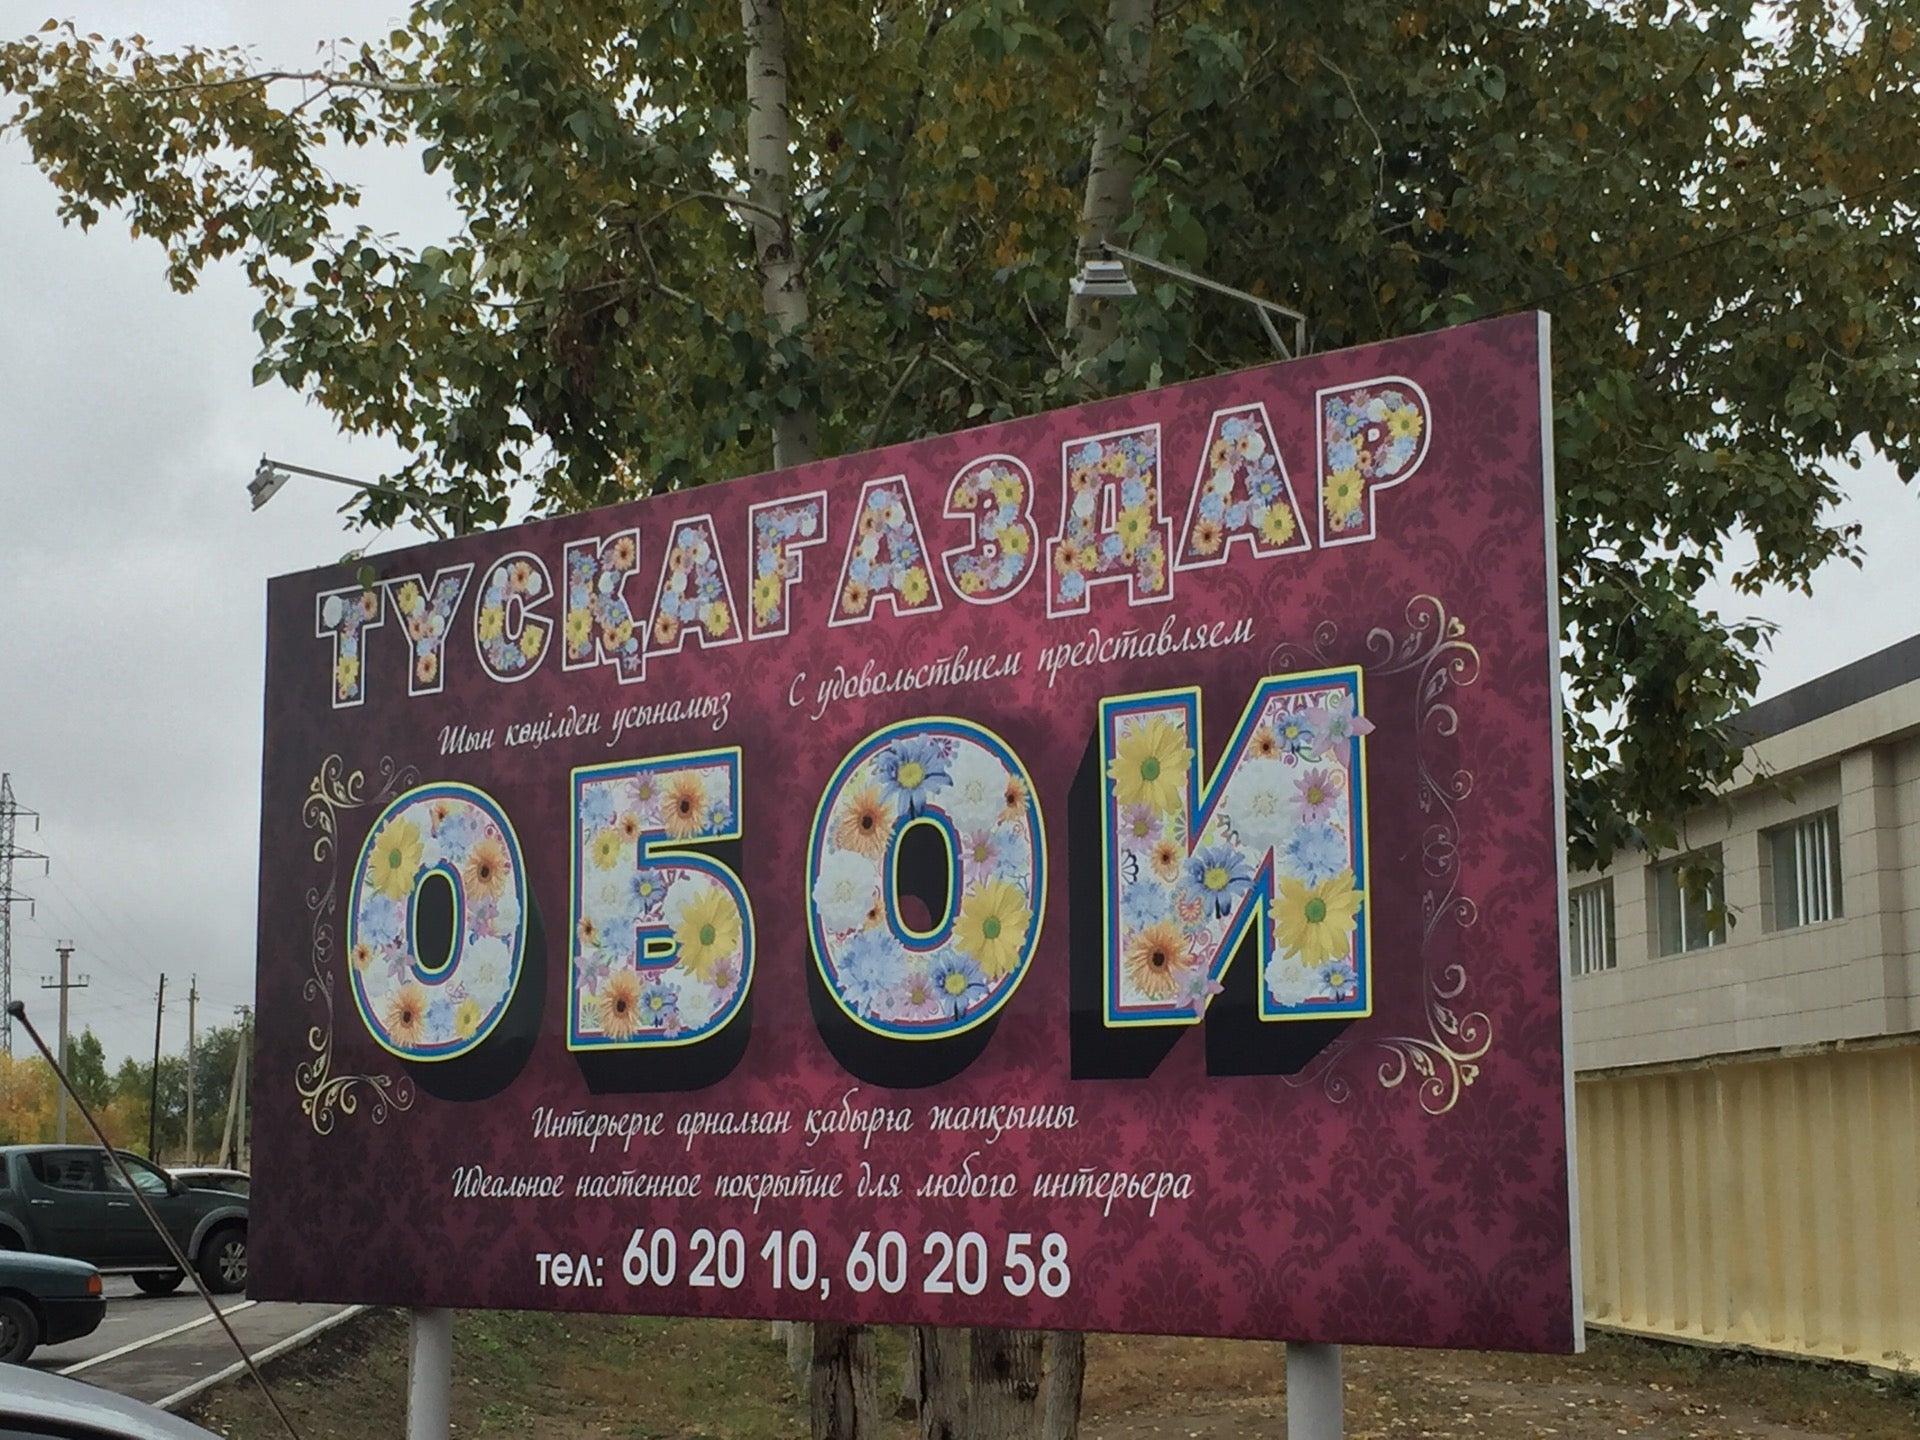 ТҮСҚАҒАЗДАР
Шын көңілден ұсынамыз С удовольствием представляем
ОБОИ
Интерьерге арналған қабырға жапқышы
Идеальное настенное покрытие для любого интерьера
тел: 60 20 10, 60 20 58